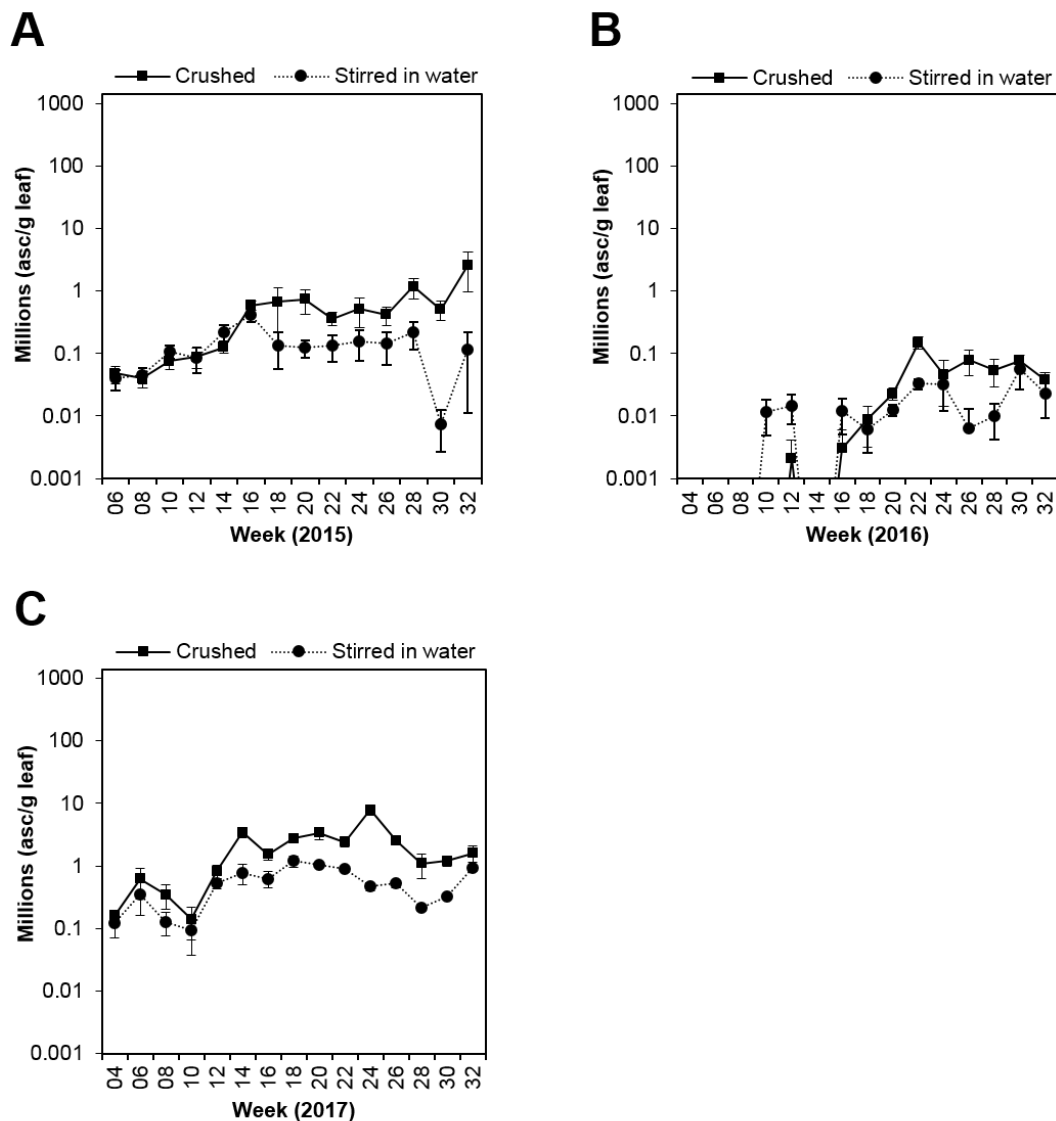 A
Crushed Stirred in water
1000
100
10
1
0.1
0.01
0.001
Millions (asc/g leaf)
06 08 10 12 14 16 18 20 22 24 26 28 30 32
Week (2015)
B
Crushed Stirred in water
1000
100
10
1
0.1
0.01
0.001
Millions (asc/g leaf)
04 06 08 10 12 14 16 18 20 22 24 26 28 30 32
Week (2016)
C
Crushed Stirred in water
1000
100
10
1
0.1
0.01
0.001
Millions (asc/g leaf)
04 06 08 10 12 14 16 18 20 22 24 26 28 30 32
Week (2017)